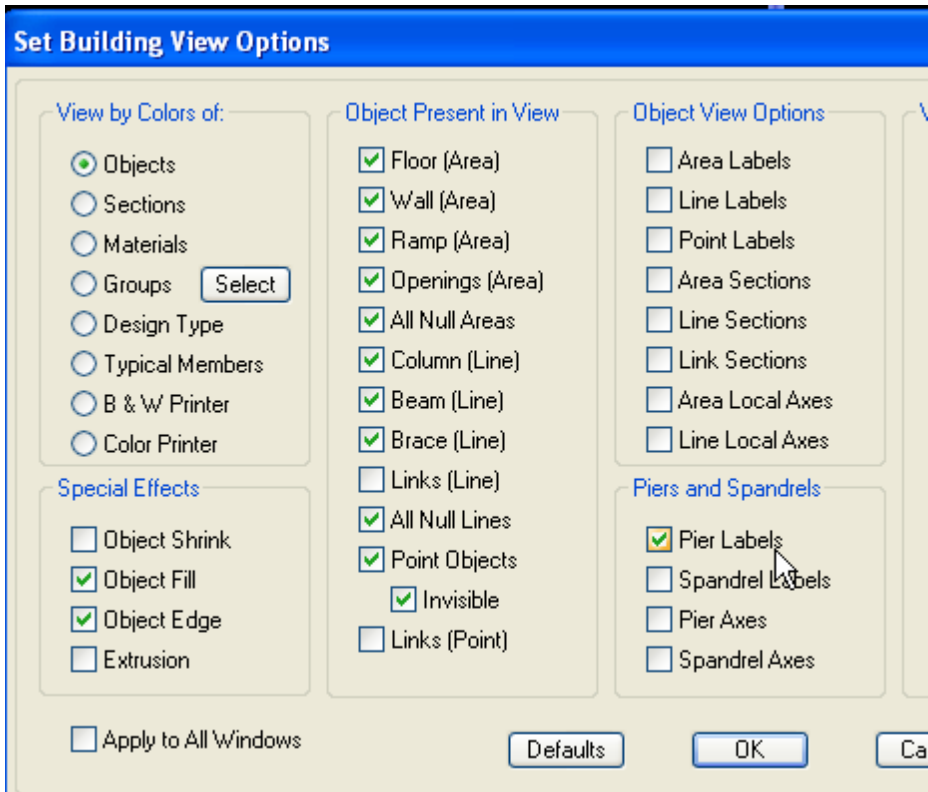 Set Building View Options
View by Colors of:
Objects
Sections
Materials
Groups
Select
Design Type
Typical Members
B & W Printer
Color Printer
Special Effects
Object Shrink
Object Fill
Object Edge
Extrusion
Apply to All Windows
Object Present in View
Floor (Area)
Wall (Area)
Ramp (Area)
Openings (Area)
All Null Areas
Column (Line)
Beam (Line)
Brace (Line)
Links (Line)
All Null Lines
Point Objects
Invisible
Links (Point)
Object View Options
Area Labels
Line Labels
Point Labels
Area Sections
Line Sections
Link Sections
Area Local Axes
Line Local Axes
Piers and Spandrels
Pier Labels
Spandrel Labels
Pier Axes
Spandrel Axes
Defaults
OK
Ca